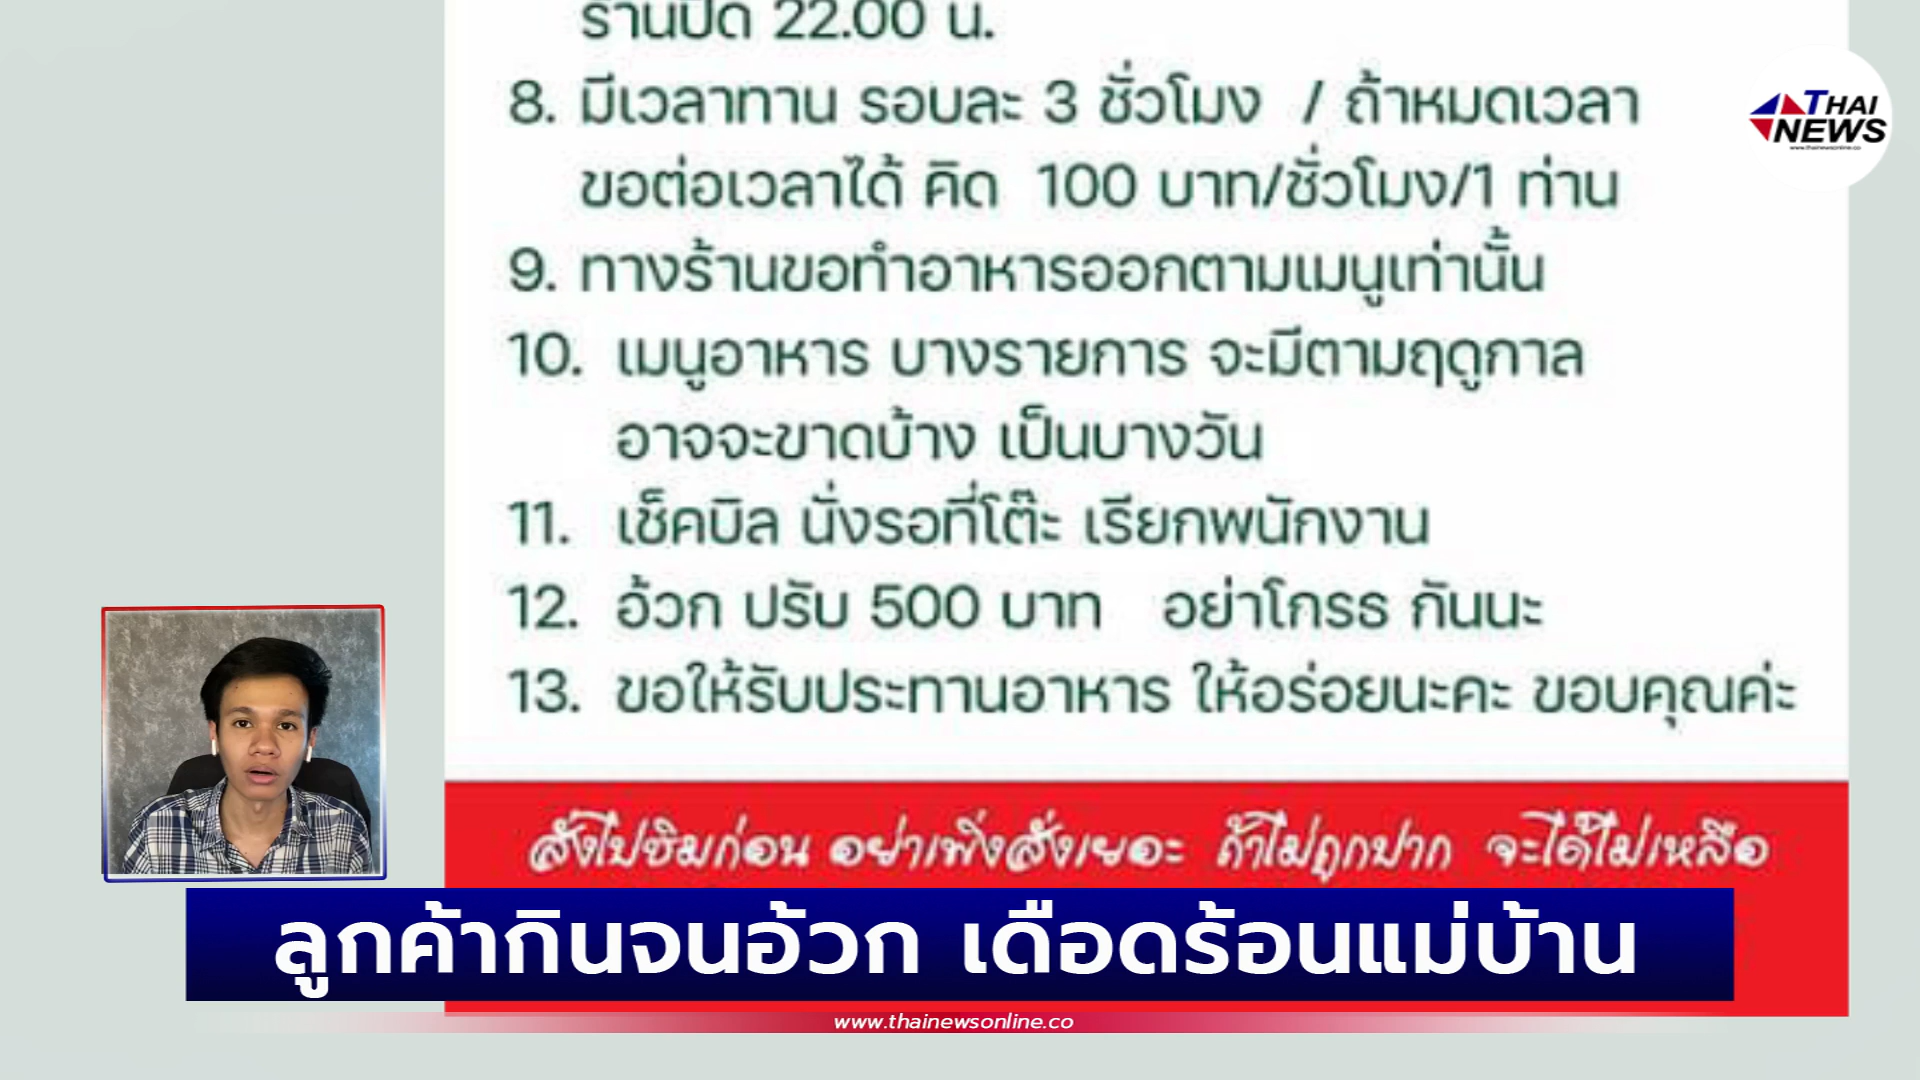 ร้านปิด 22.00 น.
8. มีเวลาทาน รอบละ 3 ชั่วโมง / ถ้าหมดเวลา
ขอต่อเวลาได้ คิด 100 บาท/ชั่วโมง/1 ท่าน
9. ทางร้านขอทำอาหารออกตามเมนูเท่านั้น
10. เมนูอาหาร บางรายการ จะมีตามฤดูกาล
อาจจะขาดบ้าง เป็นบางวัน
11. เช็คบิล นั่งรอที่โต๊ะ เรียกพนักงาน
12. อ้วก ปรับ 500 บาท อย่าโกรธ กันนะ
13. ขอให้รับประทานอาหาร ให้อร่อยนะคะ ขอบคุณค่ะ
สั่งไปชิมก่อน อย่าเพิ่งสั่งเยอะ ถ้าไม่ถูกปาก จะได้ไม่เหลือ
THAI
NEWS
www.thainewsonline.co
ลูกค้ากินจนอ้วก เดือดร้อนแม่บ้าน
www.thainewsonline.co